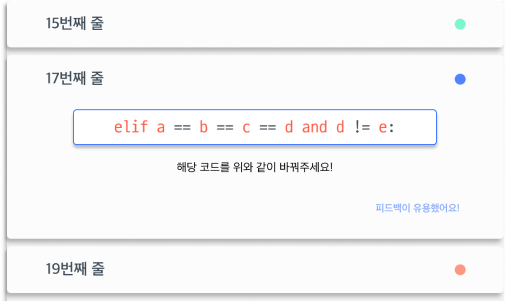 15번째 줄
17번째 줄
elif a == b == c == d and d != e:
해당 코드를 위와 같이 바꿔주세요!
피드백이 유용했어요!
19번째 줄